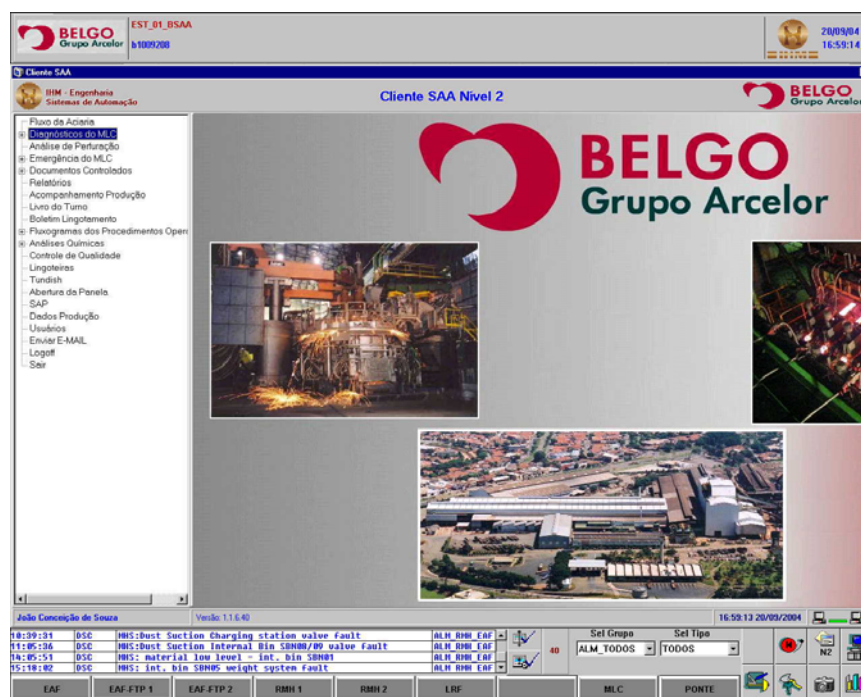 BELGO
Grupo Arcelor
EST_01_BSAA
b1009208
IHM
20/09/04
16:59:14
Cliente SAA
IHM - Engenharia
Sistemas de Automação
Cliente SAA Nivel 2
BELGO
Grupo Arcelor
Fluxo da Aciaria
Diagnósticos do MLC
Análise de Perfuração
Emergência do MLC
Documentos Controlados
Relatórios
Acompanhamento Produção
Livro do Turno
Boletim Lingotamento
Fluxogramas dos Procedimentos Oper
Análises Químicas
Controle de Qualidade
Lingoteiras
Tundish
Abertura da Panela
SAP
Dados Produção
Usuários
Enviar E-MAIL
Logoff
Sair
BELGO
Grupo Arcelor
João Conceição de Souza
Versão: 1.1.6.40
16:59:13 20/09/2004
10:39:31 DSC MHS:Dust Suction Charging station valve fault ALM_RMH_EAF
11:05:36 DSC MHS:Dust Suction Internal Bin SBN08/09 valve fault ALM_RMH_EAF
14:05:51 DSC MHS: material low level - int. bin SBN01 ALM_RMH_EAF
15:18:02 DSC MHS: int. bin SBN05 weight system fault ALM_RMH_EAF
40
Sel Grupo
ALM_TODOS
Sel Tipo
TODOS
N2
EAF
EAF-FTP 1
EAF-FTP 2
RMH 1
RMH 2
LRF
MLC
PONTE